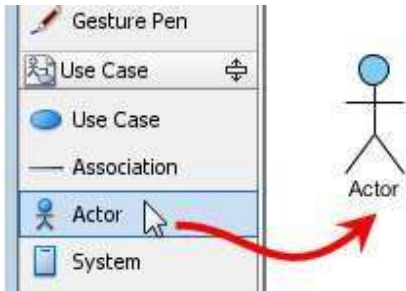 Gesture Pen
Use Case
Use Case
Association
Actor
System
Actor